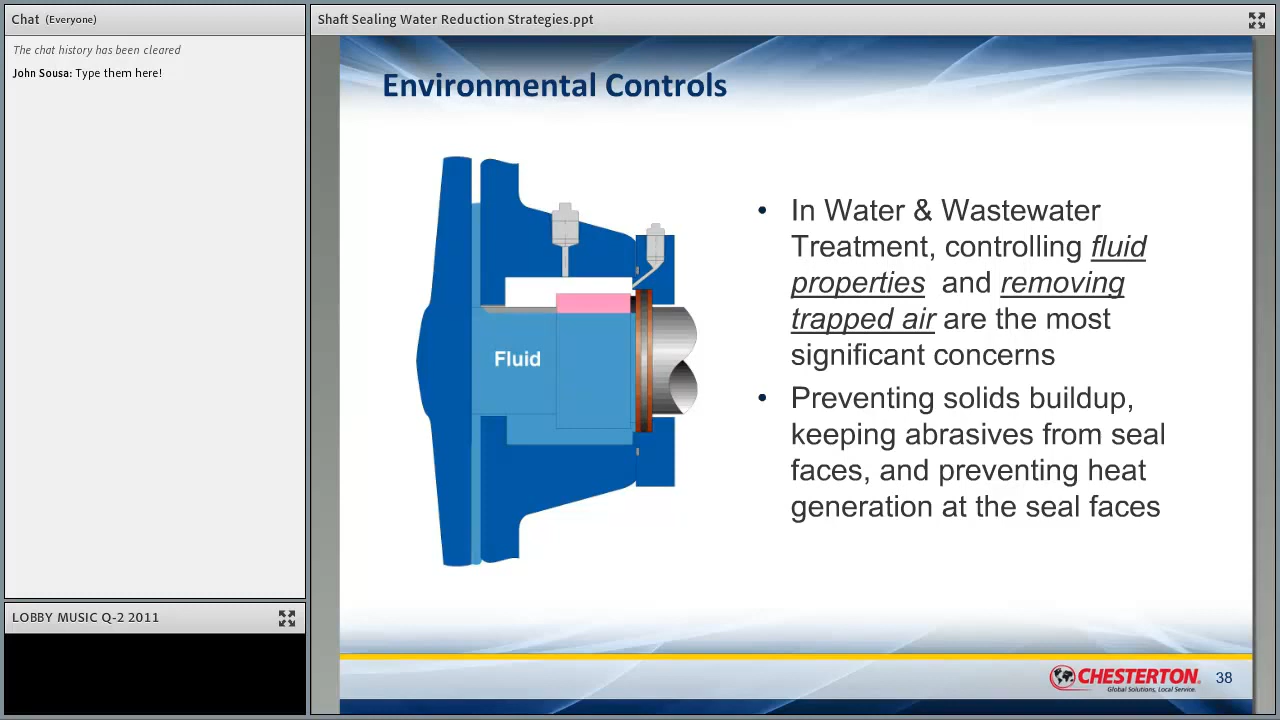 Chat (Everyone)
The chat history has been cleared
John Sousa: Type them here!
LOBBY MUSIC Q-2 2011
Shaft Sealing Water Reduction Strategies.ppt
Environmental Controls
Fluid
• In Water & Wastewater
Treatment, controlling fluid
properties and removing
trapped air are the most
significant concerns
• Preventing solids buildup,
keeping abrasives from seal
faces, and preventing heat
generation at the seal faces
CHESTERTON
Global Solutions, Local Service.
38